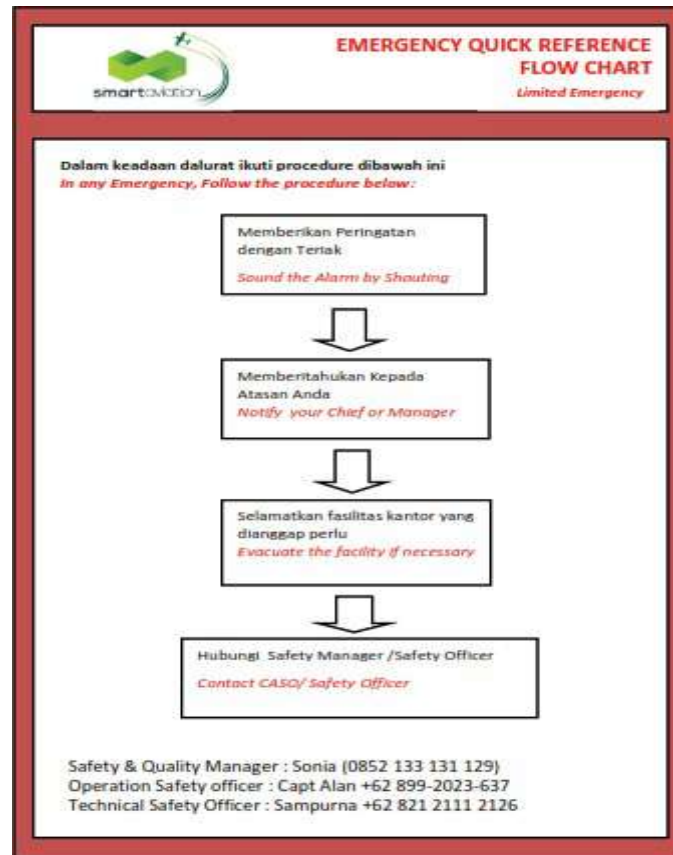 EMERGENCY QUICK REFERENCE
FLOW CHART
Limited Emergency
smartaviation
Dalam keadaan dalurat ikuti procedure dibawah ini
In any Emergency, Follow the procedure below:
Memberikan Peringatan
dengan Teriak
Sound the Alarm by Shouting
Memberitahukan Kepada
Atasan Anda
Notify your Chief or Manager
Selamatkan fasilitas kantor yang
dianggap perlu
Evacuate the facility if necessary
Hubungi Safety Manager /Safety Officer
Contact CASO/ Safety Officer
Safety & Quality Manager : Sonia (0852 133 131 129)
Operation Safety officer : Capt Alan +62 899-2023-637
Technical Safety Officer : Sampurna +62 821 2111 2126